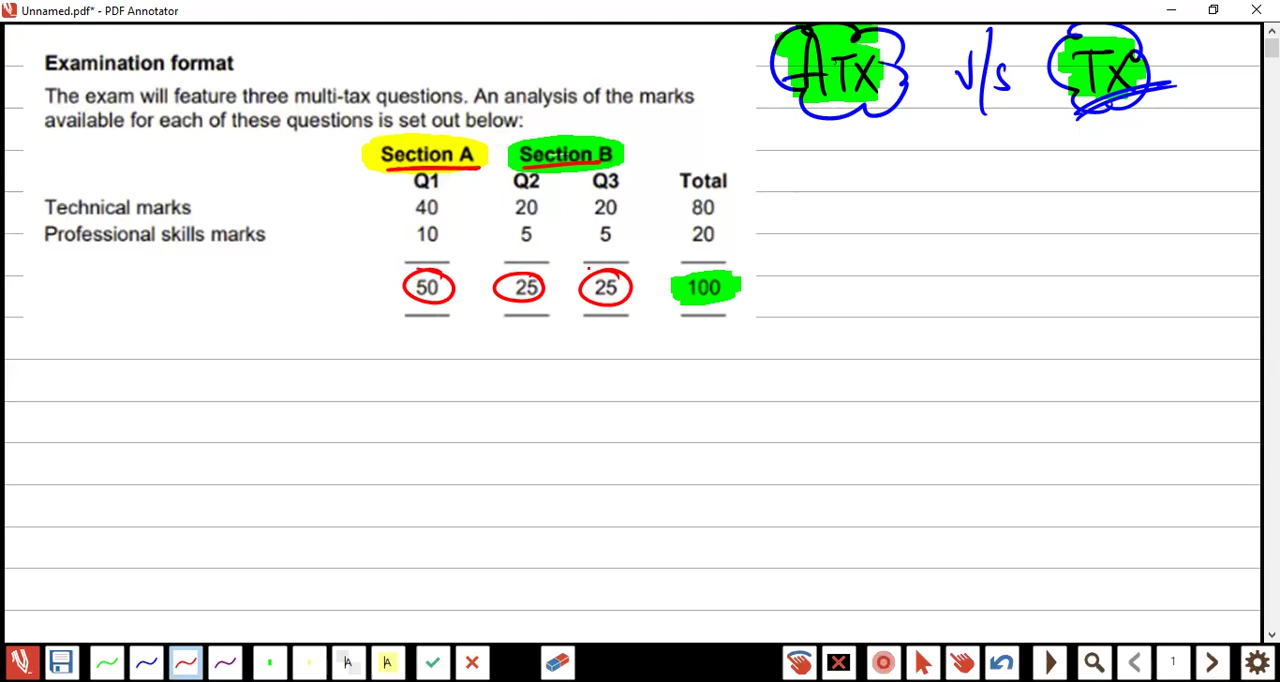 Unnamed.pdf* - PDF Annotator
ATX v/s TX
Examination format
The exam will feature three multi-tax questions. An analysis of the marks
available for each of these questions is set out below:
Section A Section B
Q1 Q2 Q3 Total
Technical marks 40 20 20 80
Professional skills marks 10 5 5 20
50 25 25 100
A A 1